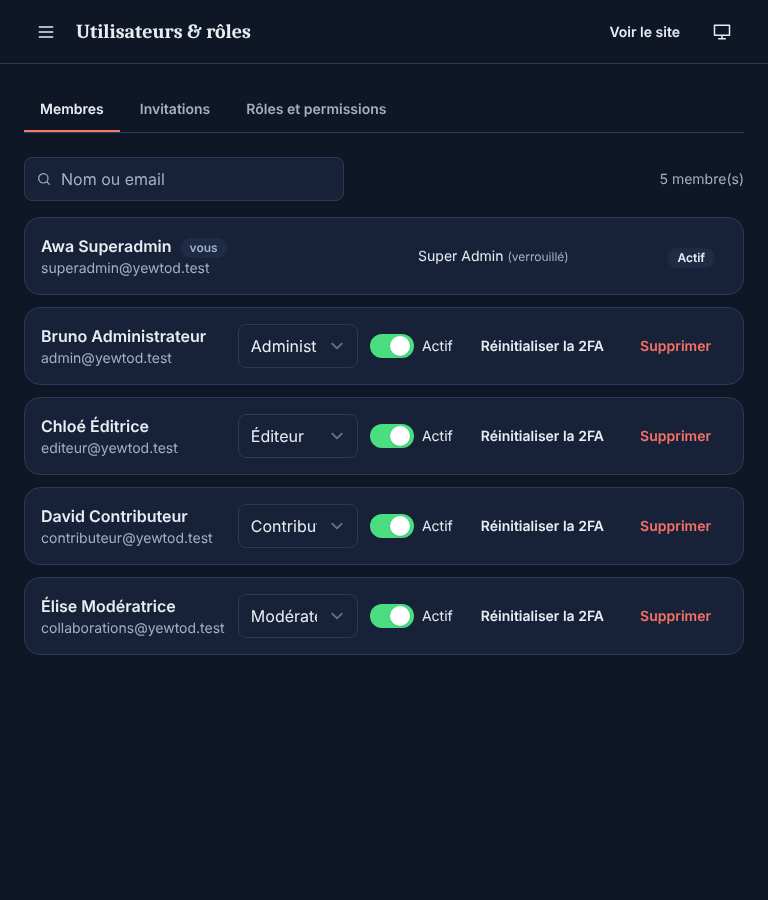 Utilisateurs & rôles
Voir le site
Membres
Invitations
Rôles et permissions
Nom ou email
5 membre(s)
Awa Superadmin vous
superadmin@yewtod.test
Super Admin (verrouillé)
Actif
Bruno Administrateur
admin@yewtod.test
Administ
Actif
Réinitialiser la 2FA
Supprimer
Chloé Éditrice
editeur@yewtod.test
Éditeur
Actif
Réinitialiser la 2FA
Supprimer
David Contributeur
contributeur@yewtod.test
Contribu
Actif
Réinitialiser la 2FA
Supprimer
Élise Modératrice
collaborations@yewtod.test
Modérate
Actif
Réinitialiser la 2FA
Supprimer